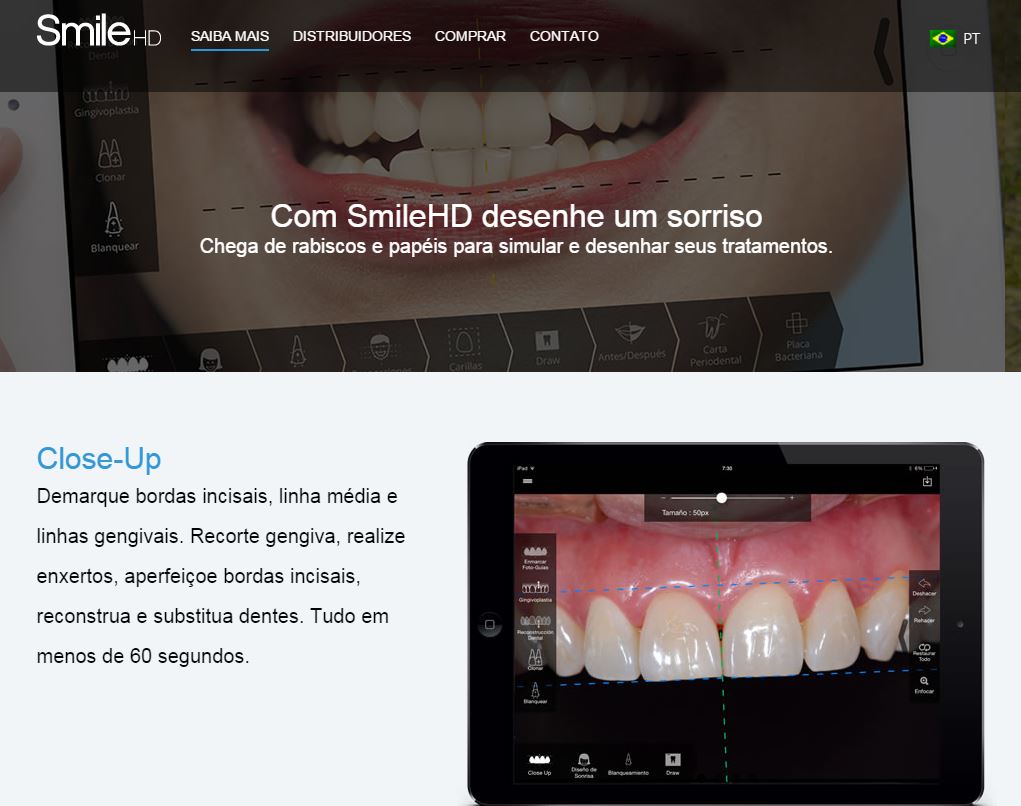 SmileHD
SAIBA MAIS
DISTRIBUIDORES
COMPRAR
CONTATO
PT
Dental
Gingivoplastia
Clonar
Blanquear
Com SmileHD desenhe um sorriso
Chega de rabiscos e papéis para simular e desenhar seus tratamentos.
Carillas
Draw
Antes/Después
Carta
Periodental
Placa
Bacteriana
Close-Up
Demarque bordas incisais, linha média e
linhas gengivais. Recorte gengiva, realize
enxertos, aperfeiçoe bordas incisais,
reconstrua e substitua dentes. Tudo em
menos de 60 segundos.
iPad
7:30
6%
Tamaño : 50px
Enmarcar
Foto-Guias
Gingivoplastia
Reconstrucción
Dental
Clonar
Blanquear
Deshacer
Rehacer
Restaurar
Todo
Enfocar
Close Up
Diseño de
Sonrisa
Blanqueamiento
Draw